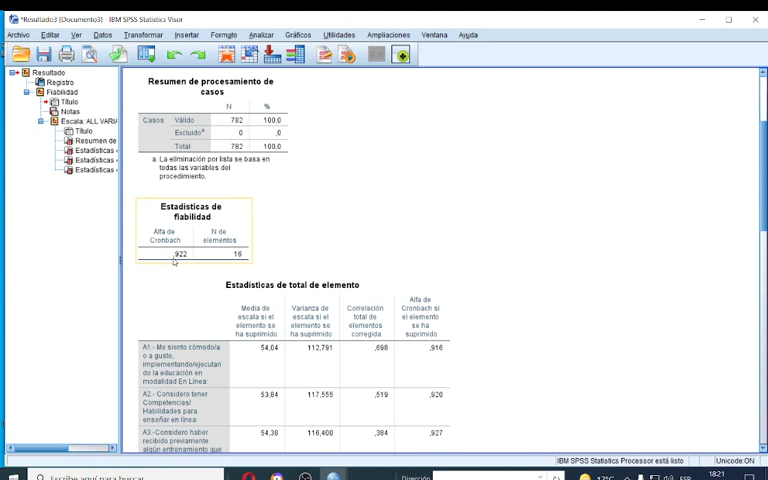 *Resultado3 [Documento3] - IBM SPSS Statistics Visor
Archivo Editar Ver Datos Transformar Insertar Formato Analizar Gráficos Utilidades Ampliaciones Ventana Ayuda
Resultado
Registro
Fiabilidad
Título
Notas
Escala: ALL VARIA
Título
Resumen de
Estadísticas
Estadísticas
Estadísticas
Resumen de procesamiento de
casos
N %
Casos Válido 782 100,0
Excluido a 0 ,0
Total 782 100,0
a. La eliminación por lista se basa en
todas las variables del
procedimiento.
Estadísticas de
fiabilidad
Alfa de
Cronbach
N de
elementos
,922 16
Estadísticas de total de elemento
Media de
escala si el
elemento se
ha suprimido
Varianza de
escala si el
elemento se
ha suprimido
Correlación
total de
elementos
corregida
Alfa de
Cronbach si
el elemento
se ha
suprimido
A1.- Me siento cómodo/a
o a gusto,
implementando/ejecutan
do la educación en
modalidad En Línea:
54,04 112,791 ,698 ,916
A2.- Considero tener
Competencias/
Habilidades para
enseñar en línea:
53,84 117,555 ,519 ,920
A3.-Considero haber
recibido previamente
algún entrenamiento que
54,38 116,400 ,384 ,927
IBM SPSS Statistics Processor está listo
Unicode:ON
Escribe aquí para buscar
Dirección
17°C
ESP
18:21